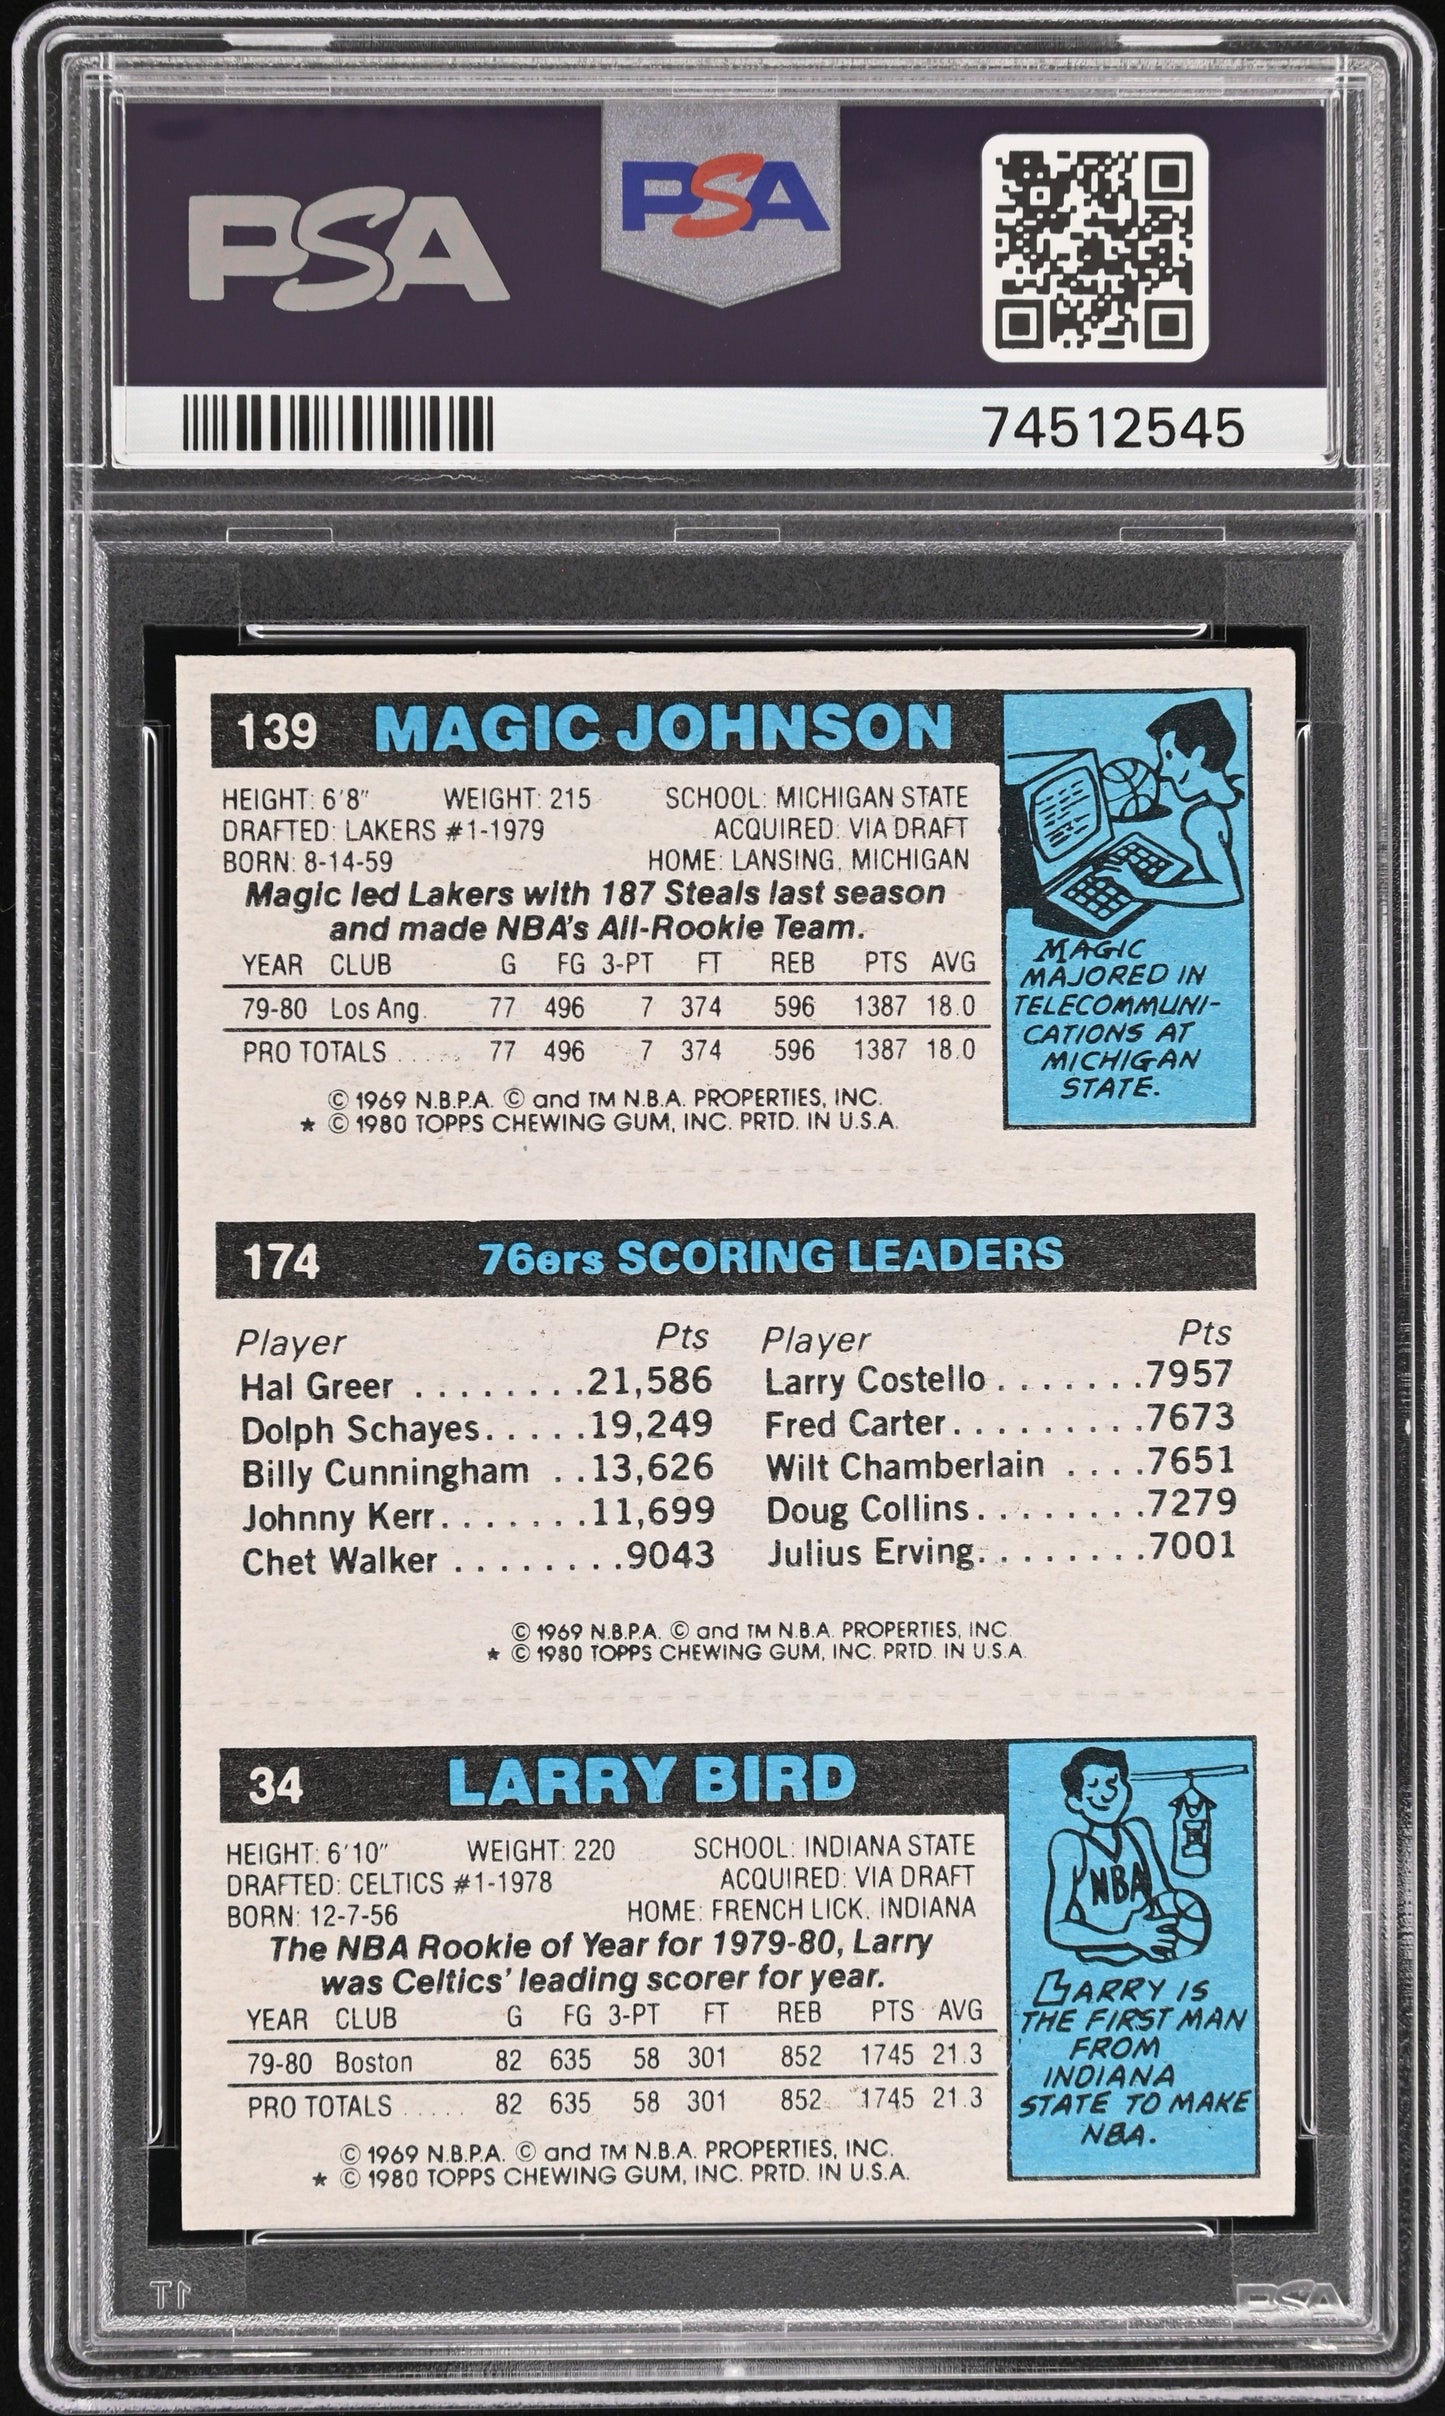 PSA
PSA
74512545
139 MAGIC JOHNSON
HEIGHT: 6'8" WEIGHT: 215 SCHOOL: MICHIGAN STATE
DRAFTED: LAKERS #1-1979 ACQUIRED: VIA DRAFT
BORN: 8-14-59 HOME: LANSING, MICHIGAN
Magic led Lakers with 187 Steals last season
and made NBA's All-Rookie Team.
YEAR CLUB G FG 3-PT FT REB PTS AVG
79-80 Los Ang. 77 496 7 374 596 1387 18.0
PRO TOTALS ..... 77 496 7 374 596 1387 18.0
© 1969 N.B.P.A. © and TM N.B.A. PROPERTIES, INC.
* © 1980 TOPPS CHEWING GUM, INC. PRTD. IN U.S.A.
MAGIC
MAJORED IN
TELECOMMUNI-
CATIONS AT
MICHIGAN
STATE.
174 76ers SCORING LEADERS
Player Pts Player Pts
Hal Greer ........21,586 Larry Costello.......7957
Dolph Schayes.....19,249 Fred Carter.........7673
Billy Cunningham ..13,626 Wilt Chamberlain ....7651
Johnny Kerr.......11,699 Doug Collins........7279
Chet Walker ........9043 Julius Erving........7001
© 1969 N.B.P.A. © and TM N.B.A. PROPERTIES, INC.
* © 1980 TOPPS CHEWING GUM, INC. PRTD. IN U.S.A.
34 LARRY BIRD
HEIGHT: 6'10" WEIGHT: 220 SCHOOL: INDIANA STATE
DRAFTED: CELTICS #1-1978 ACQUIRED: VIA DRAFT
BORN: 12-7-56 HOME: FRENCH LICK, INDIANA
The NBA Rookie of Year for 1979-80, Larry
was Celtics' leading scorer for year.
YEAR CLUB G FG 3-PT FT REB PTS AVG
79-80 Boston 82 635 58 301 852 1745 21.3
PRO TOTALS ..... 82 635 58 301 852 1745 21.3
© 1969 N.B.P.A. © and TM N.B.A. PROPERTIES, INC.
* © 1980 TOPPS CHEWING GUM, INC. PRTD. IN U.S.A.
NBA
LARRY IS
THE FIRST MAN
FROM
INDIANA
STATE TO MAKE
NBA.
PSA